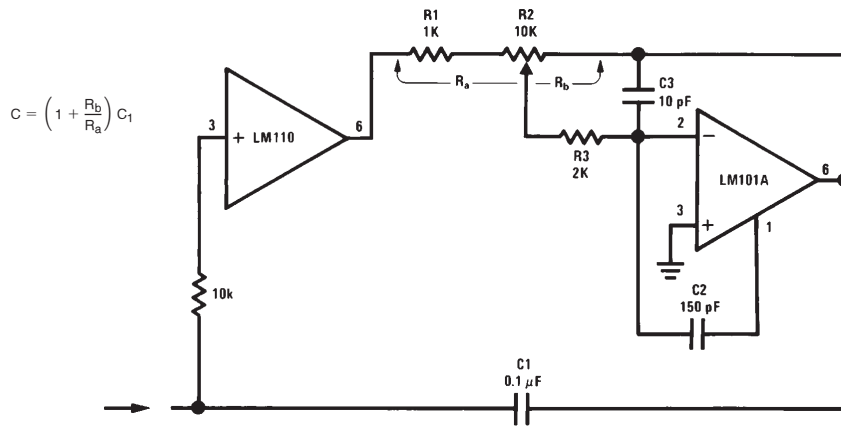 R1
1K
R2
10K
Ra
Rb
C3
10 pF
C = (1 + Rb/Ra) C1
3
+ LM110
6
2
−
R3
2K
LM101A
6
3
+
1
10k
C2
150 pF
C1
0.1 μF